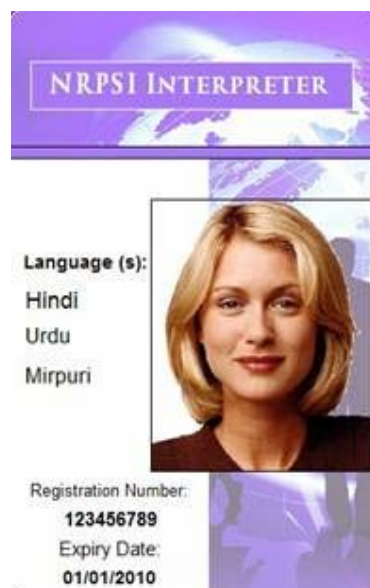 NRPSI INTERPRETER
Language (s):
Hindi
Urdu
Mirpuri
Registration Number:
123456789
Expiry Date:
01/01/2010